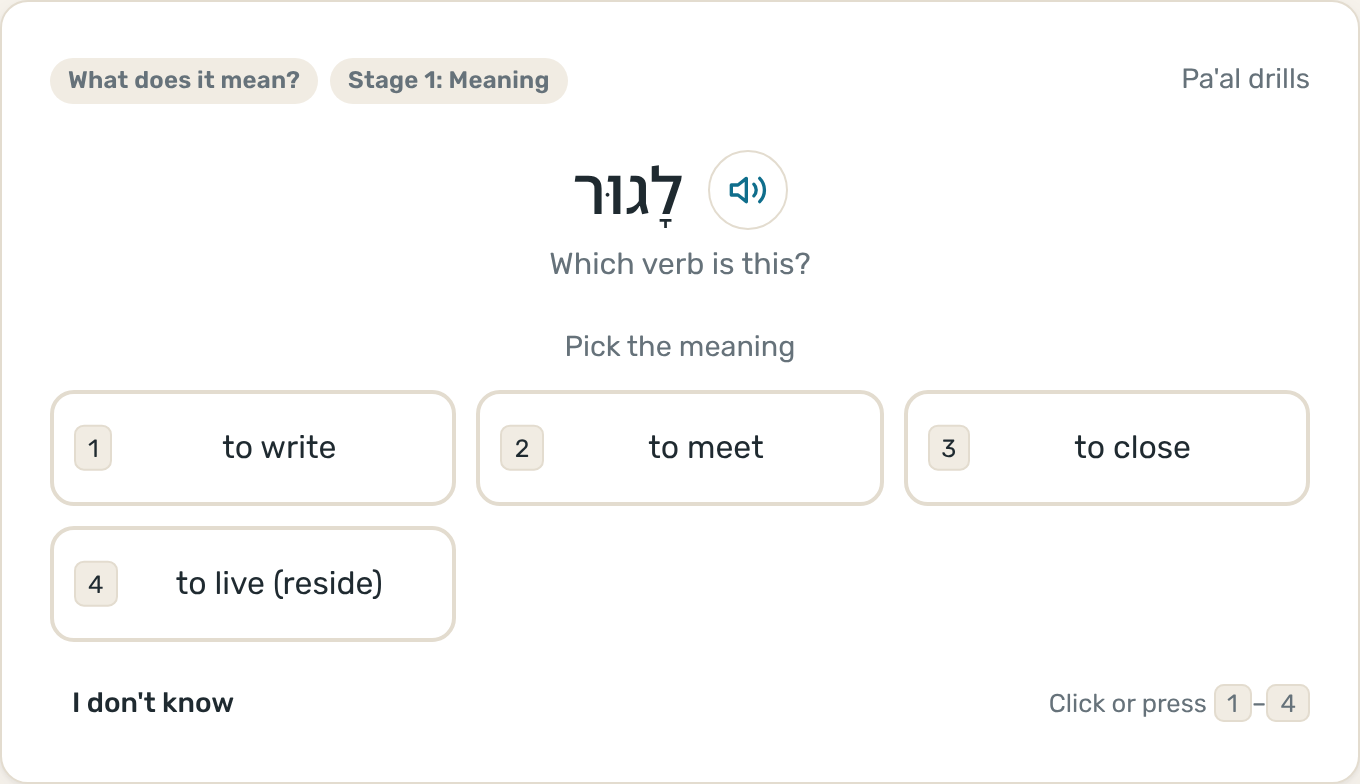 What does it mean? Stage 1: Meaning Pa'al drills
לָגוּר
Which verb is this?
Pick the meaning
1 to write 2 to meet 3 to close
4 to live (reside)
I don't know Click or press 1–4